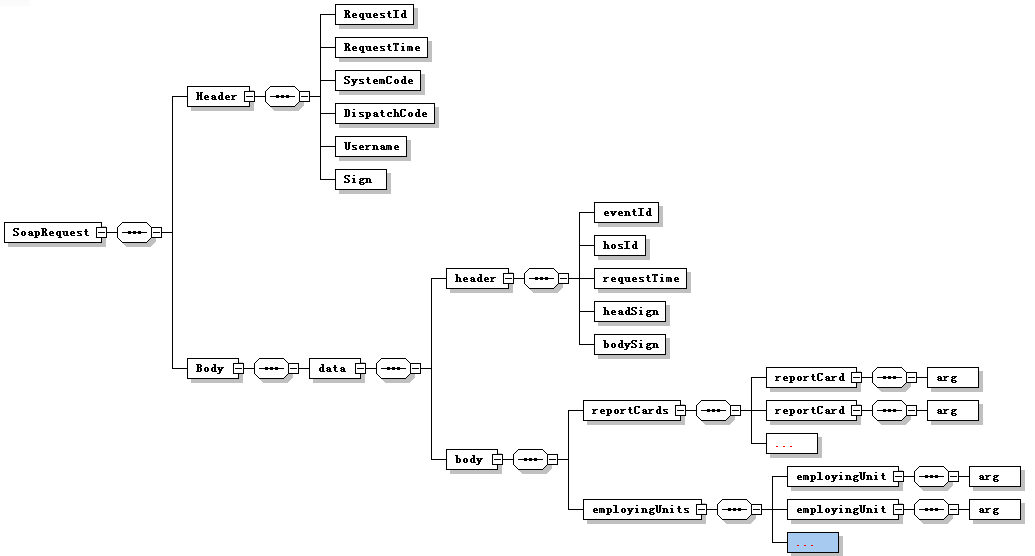 RequestId
RequestTime
SystemCode
Header
DispatchCode
Username
Sign
SoapRequest
eventId
hosId
header
requestTime
headSign
bodySign
Body
data
reportCard
arg
reportCards
reportCard
arg
...
body
employingUnit
arg
employingUnits
employingUnit
arg
...